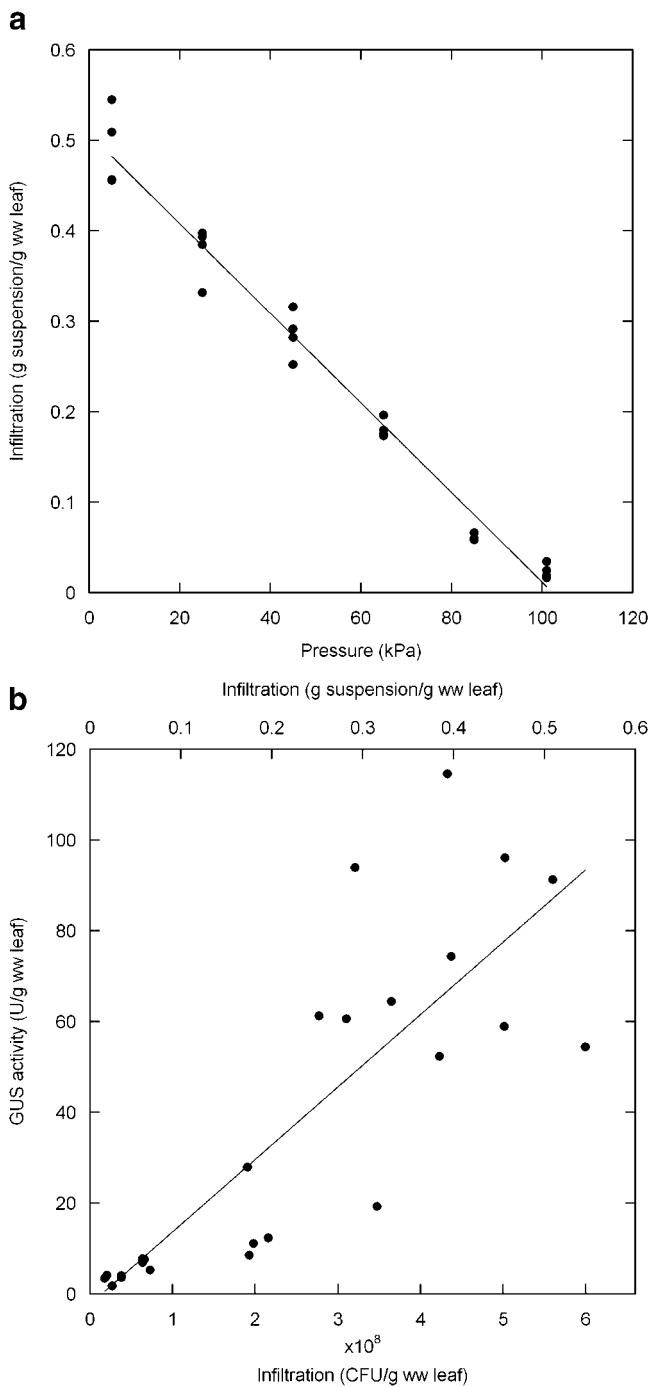 a
0.6
0.5
0.4
0.3
0.2
0.1
0
Infiltration (g suspension/g ww leaf)
0 20 40 60 80 100 120
Pressure (kPa)
b
Infiltration (g suspension/g ww leaf)
0 0.1 0.2 0.3 0.4 0.5 0.6
120
100
80
60
40
20
0
GUS activity (U/g ww leaf)
0 1 2 3 4 5 6
x10⁸
Infiltration (CFU/g ww leaf)